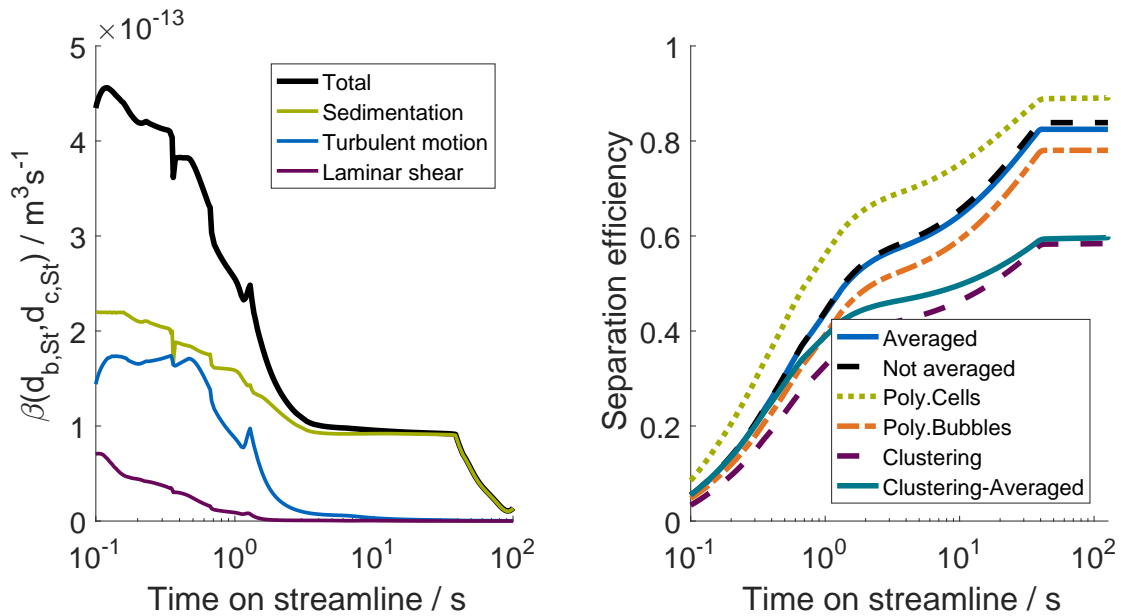 ×10⁻¹³
5
4
3
2
1
0
β(d_b,St,d_c,St) / m³s⁻¹
Total
Sedimentation
Turbulent motion
Laminar shear
10⁻¹ 10⁰ 10¹ 10²
Time on streamline / s
1
0.8
0.6
0.4
0.2
0
Separation efficiency
Averaged
Not averaged
Poly.Cells
Poly.Bubbles
Clustering
Clustering-Averaged
10⁻¹ 10⁰ 10¹ 10²
Time on streamline / s